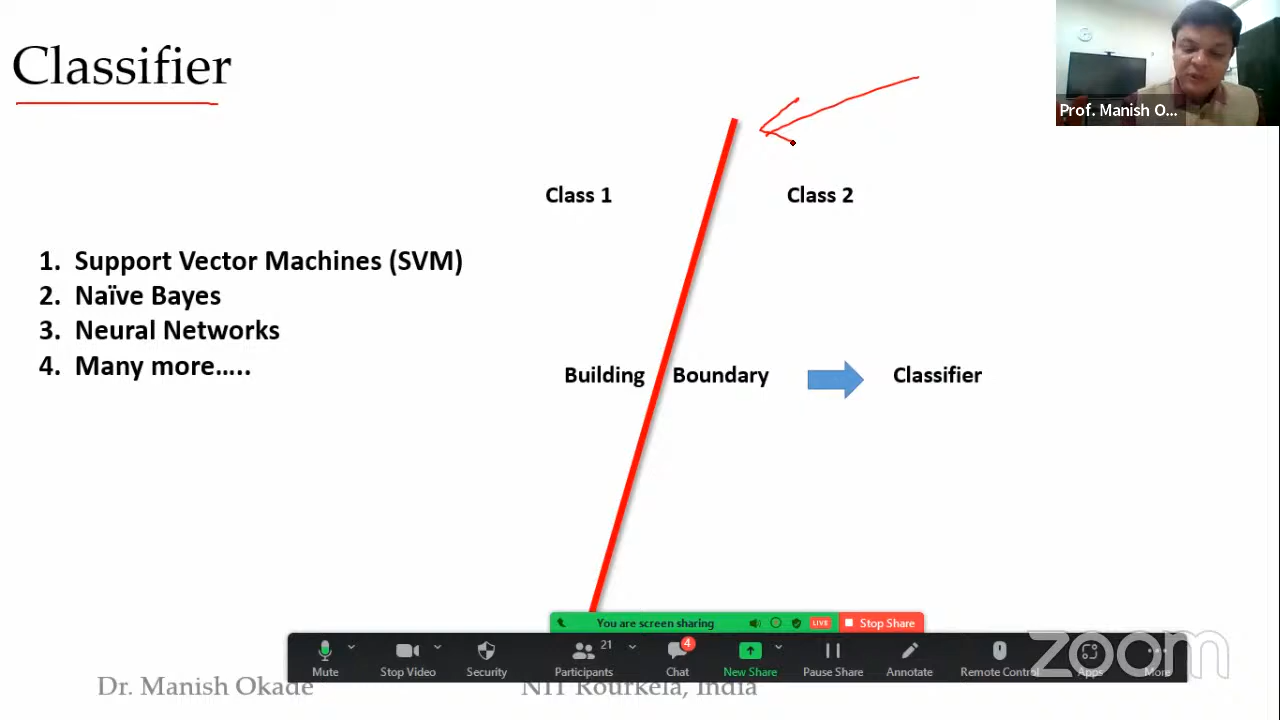 Classifier
Prof. Manish O...
Class 1
Class 2
1. Support Vector Machines (SVM)
2. Naïve Bayes
3. Neural Networks
4. Many more…..
Building Boundary
Classifier
You are screen sharing
LIVE
Stop Share
21
4
Mute
Stop Video
Security
Participants
Chat
New Share
Pause Share
Annotate
Remote Control
Apps
More
zoom
Dr. Manish Okade
NIT Rourkela, India